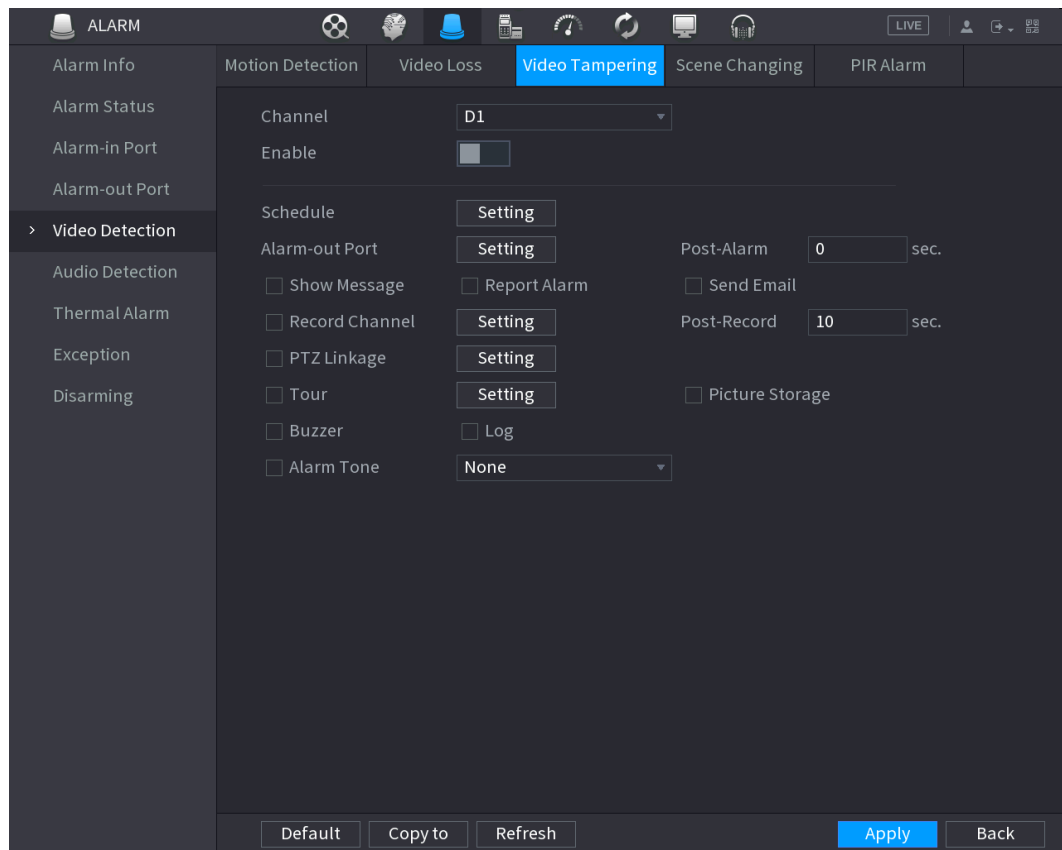 ALARM
LIVE
Alarm Info
Alarm Status
Alarm-in Port
Alarm-out Port
> Video Detection
Audio Detection
Thermal Alarm
Exception
Disarming
Motion Detection Video Loss Video Tampering Scene Changing PIR Alarm
Channel D1
Enable
Schedule Setting
Alarm-out Port Setting Post-Alarm 0 sec.
Show Message Report Alarm Send Email
Record Channel Setting Post-Record 10 sec.
PTZ Linkage Setting
Tour Setting Picture Storage
Buzzer Log
Alarm Tone None
Default Copy to Refresh Apply Back